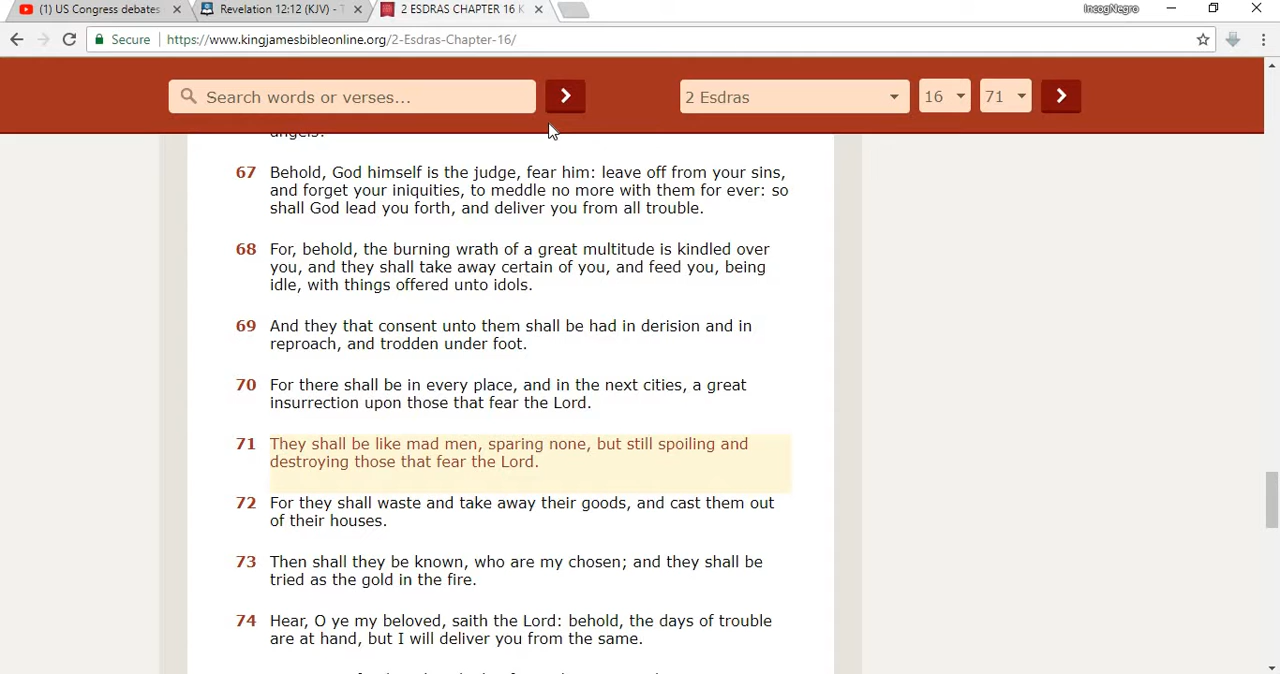 (1) US Congress debates
Revelation 12:12 (KJV) - T
2 ESDRAS CHAPTER 16 K
IncogNegro
Secure
https://www.kingjamesbibleonline.org/2-Esdras-Chapter-16/
Search words or verses...
2 Esdras
16
71
angels.
67 Behold, God himself is the judge, fear him: leave off from your sins,
and forget your iniquities, to meddle no more with them for ever: so
shall God lead you forth, and deliver you from all trouble.
68 For, behold, the burning wrath of a great multitude is kindled over
you, and they shall take away certain of you, and feed you, being
idle, with things offered unto idols.
69 And they that consent unto them shall be had in derision and in
reproach, and trodden under foot.
70 For there shall be in every place, and in the next cities, a great
insurrection upon those that fear the Lord.
71 They shall be like mad men, sparing none, but still spoiling and
destroying those that fear the Lord.
72 For they shall waste and take away their goods, and cast them out
of their houses.
73 Then shall they be known, who are my chosen; and they shall be
tried as the gold in the fire.
74 Hear, O ye my beloved, saith the Lord: behold, the days of trouble
are at hand, but I will deliver you from the same.